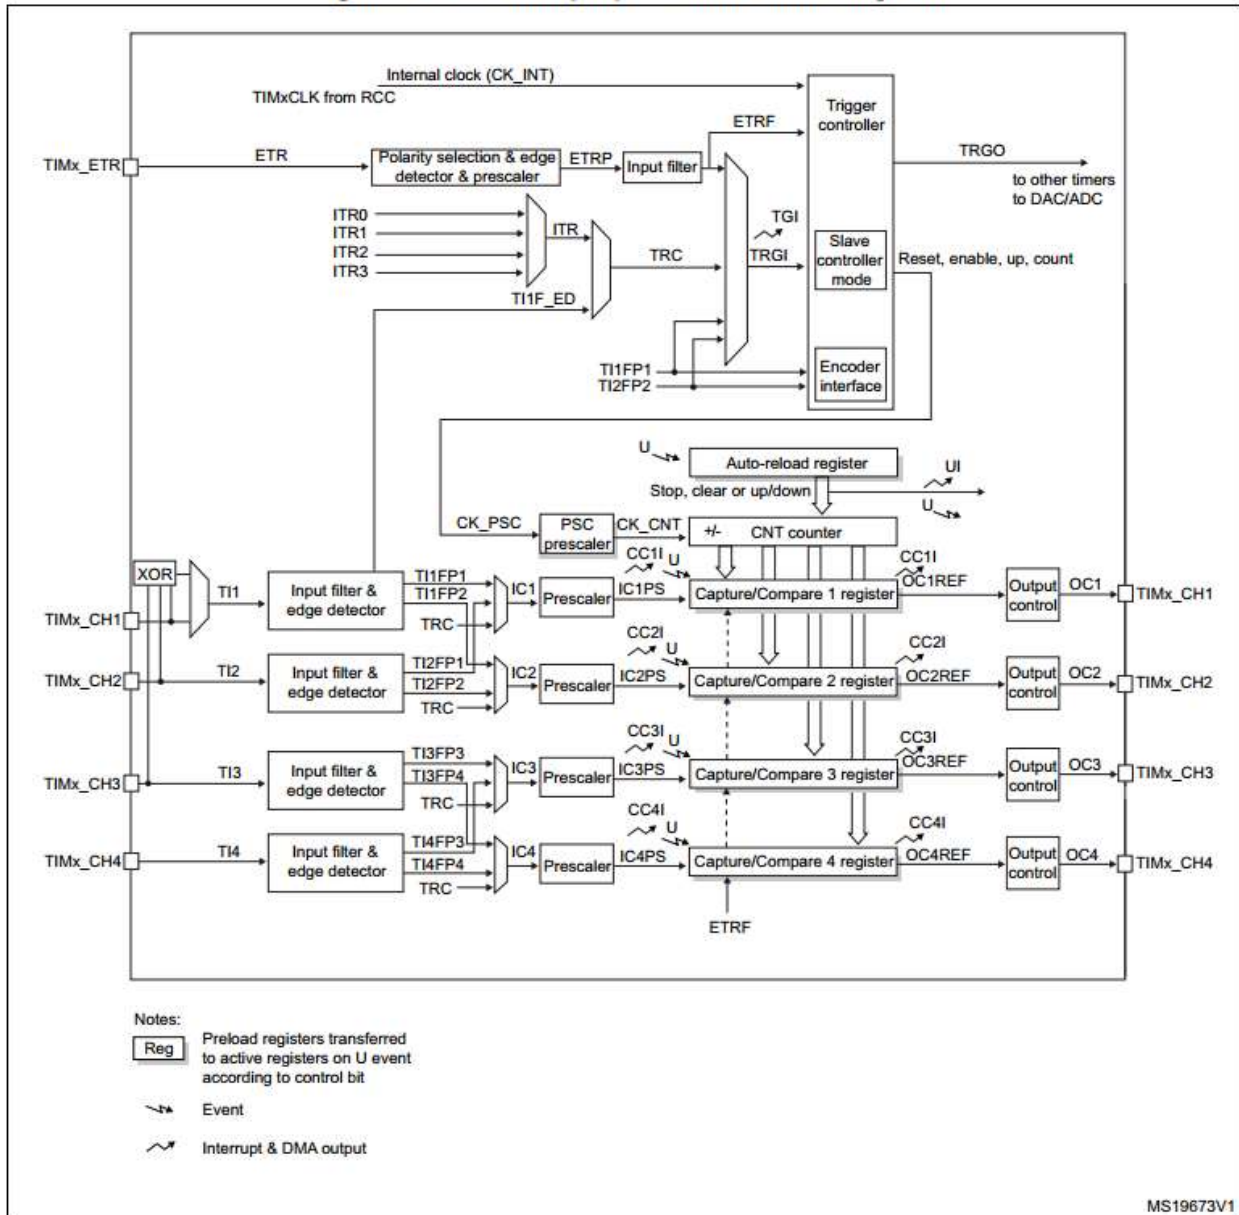 Internal clock (CK_INT)
TIMxCLK from RCC
Trigger
controller
ETRF
TIMx_ETR
ETR
Polarity selection & edge
detector & prescaler
ETRP
Input filter
TRGO
to other timers
to DAC/ADC
ITR0
ITR1
ITR2
ITR3
ITR
TRC
TGI
TRGI
Slave
controller
mode
Reset, enable, up, count
TI1F_ED
TI1FP1
TI2FP2
Encoder
interface
U
Auto-reload register
UI
Stop, clear or up/down
U
CK_PSC
PSC
prescaler
CK_CNT
+/-
CNT counter
XOR
TI1
Input filter &
edge detector
TI1FP1
TI1FP2
TRC
IC1
Prescaler
CC1I
U
IC1PS
Capture/Compare 1 register
CC1I
OC1REF
Output
control
OC1
TIMx_CH1
TIMx_CH1
TIMx_CH2
TI2
Input filter &
edge detector
TI2FP1
TI2FP2
TRC
IC2
Prescaler
CC2I
U
IC2PS
Capture/Compare 2 register
CC2I
OC2REF
Output
control
OC2
TIMx_CH2
TIMx_CH3
TI3
Input filter &
edge detector
TI3FP3
TI3FP4
TRC
IC3
Prescaler
CC3I
U
IC3PS
Capture/Compare 3 register
CC3I
OC3REF
Output
control
OC3
TIMx_CH3
TIMx_CH4
TI4
Input filter &
edge detector
TI4FP3
TI4FP4
TRC
IC4
Prescaler
CC4I
U
IC4PS
Capture/Compare 4 register
CC4I
OC4REF
Output
control
OC4
TIMx_CH4
ETRF
Notes:
Reg
Preload registers transferred
to active registers on U event
according to control bit
Event
Interrupt & DMA output
MS19673V1